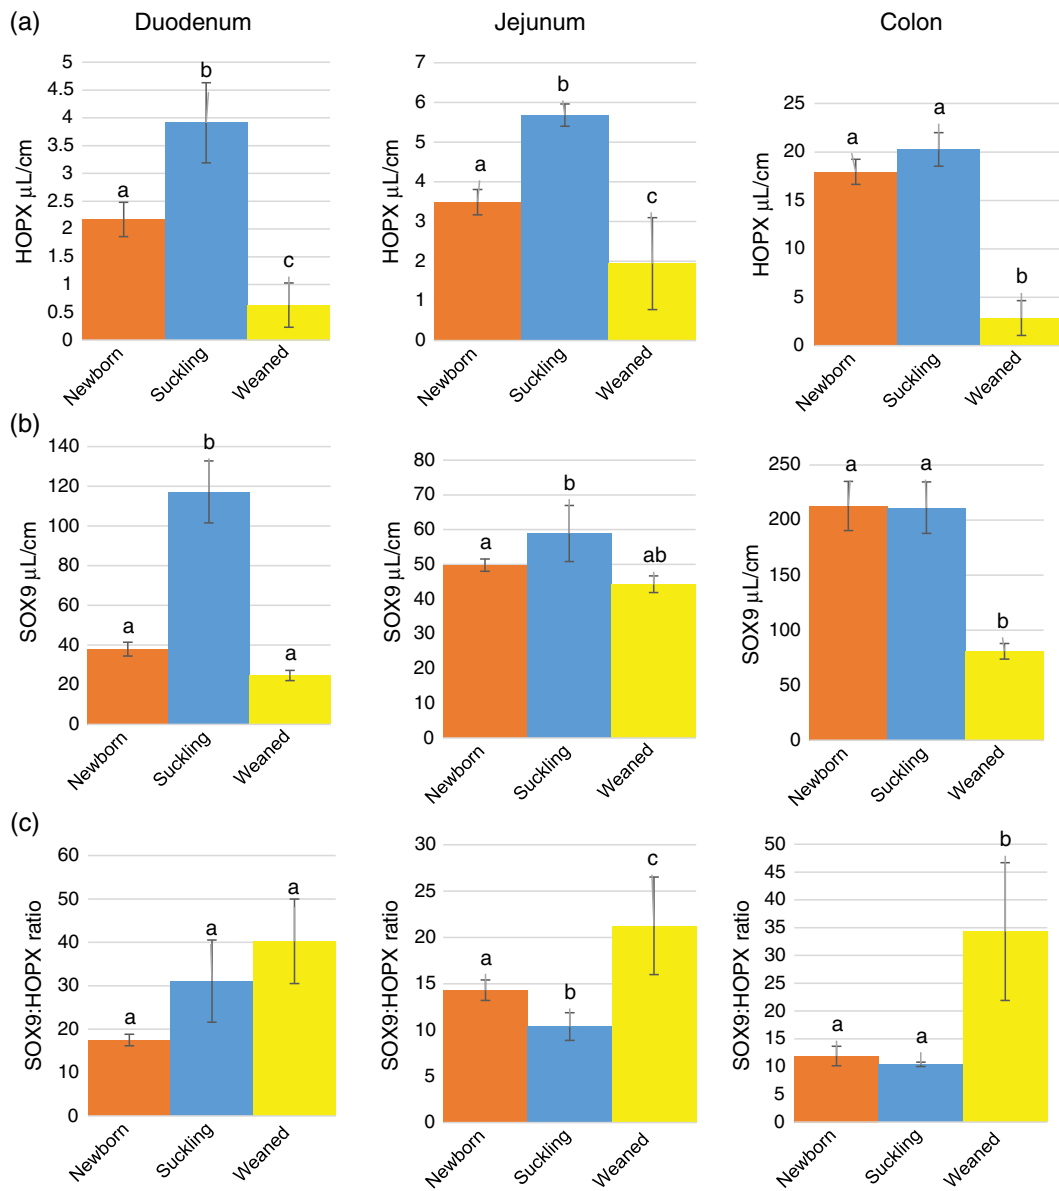 (a) Duodenum Jejunum Colon
HOPX µL/cm
5
4.5
4
3.5
3
2.5
2
1.5
1
0.5
0
a
b
c
Newborn
Suckling
Weaned
HOPX µL/cm
7
6
5
4
3
2
1
0
a
b
c
Newborn
Suckling
Weaned
HOPX µL/cm
25
20
15
10
5
0
a
a
b
Newborn
Suckling
Weaned
(b)
SOX9 µL/cm
140
120
100
80
60
40
20
0
a
b
a
Newborn
Suckling
Weaned
SOX9 µL/cm
80
70
60
50
40
30
20
10
0
a
b
ab
Newborn
Suckling
Weaned
SOX9 µL/cm
250
200
150
100
50
0
a
a
b
Newborn
Suckling
Weaned
(c)
SOX9:HOPX ratio
60
50
40
30
20
10
0
a
a
a
Newborn
Suckling
Weaned
SOX9:HOPX ratio
30
25
20
15
10
5
0
a
b
c
Newborn
Suckling
Weaned
SOX9:HOPX ratio
50
45
40
35
30
25
20
15
10
5
0
a
a
b
Newborn
Suckling
Weaned